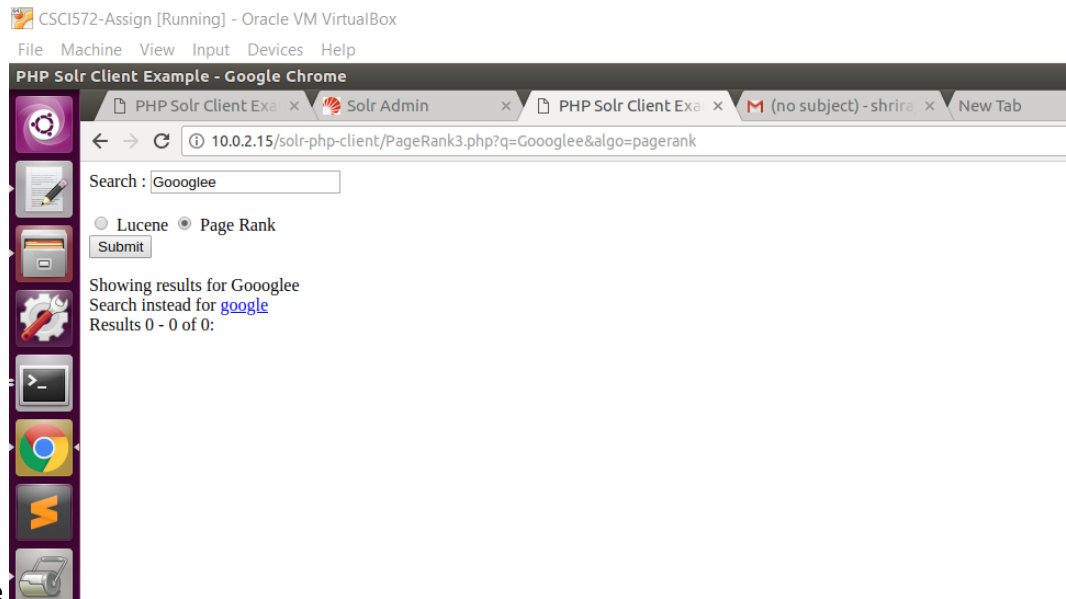 CSCI572-Assign [Running] - Oracle VM VirtualBox
File Machine View Input Devices Help
PHP Solr Client Example - Google Chrome
PHP Solr Client Exa Solr Admin PHP Solr Client Exa (no subject) - shrira New Tab
10.0.2.15/solr-php-client/PageRank3.php?q=Goooglee&algo=pagerank
Search : Goooglee
Lucene Page Rank
Submit
Showing results for Goooglee
Search instead for google
Results 0 - 0 of 0: